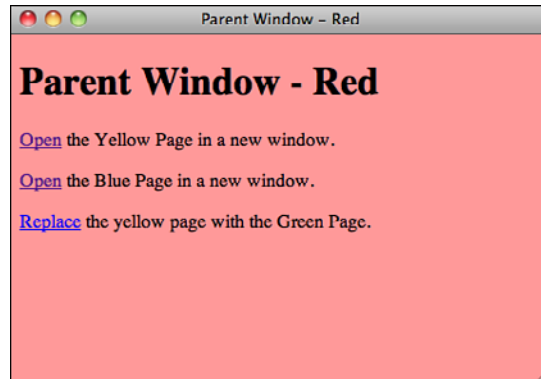 Parent Window – Red
Parent Window - Red
Open the Yellow Page in a new window.
Open the Blue Page in a new window.
Replace the yellow page with the Green Page.